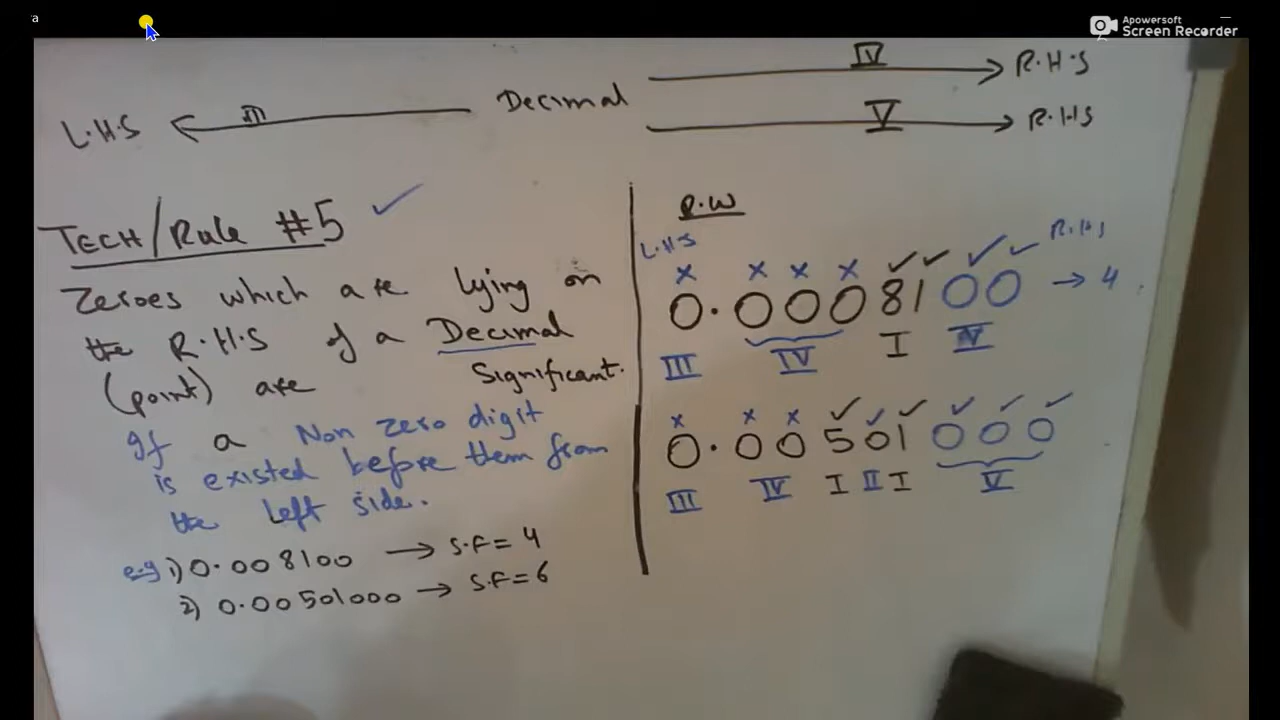 a
Apowersoft
Screen Recorder
IV
R.H.S
L.H.S
III
Decimal
V
R.H.S
TECH/Rule #5 ✓
Zeroes which are lying on
the R.H.S of a Decimal
(point) are Significant.
If a Non zero digit
is existed before them from
the left side.
e.g 1) 0.008100 → S.F = 4
2) 0.00501000 → S.F = 6
R.W
L.H.S
R.H.S
x x x x ✓ ✓ ✓ ✓
0.0008100 → 4
III IV I V
x x x ✓ ✓ ✓ ✓ ✓ ✓
0.00501000
III IV I II I V